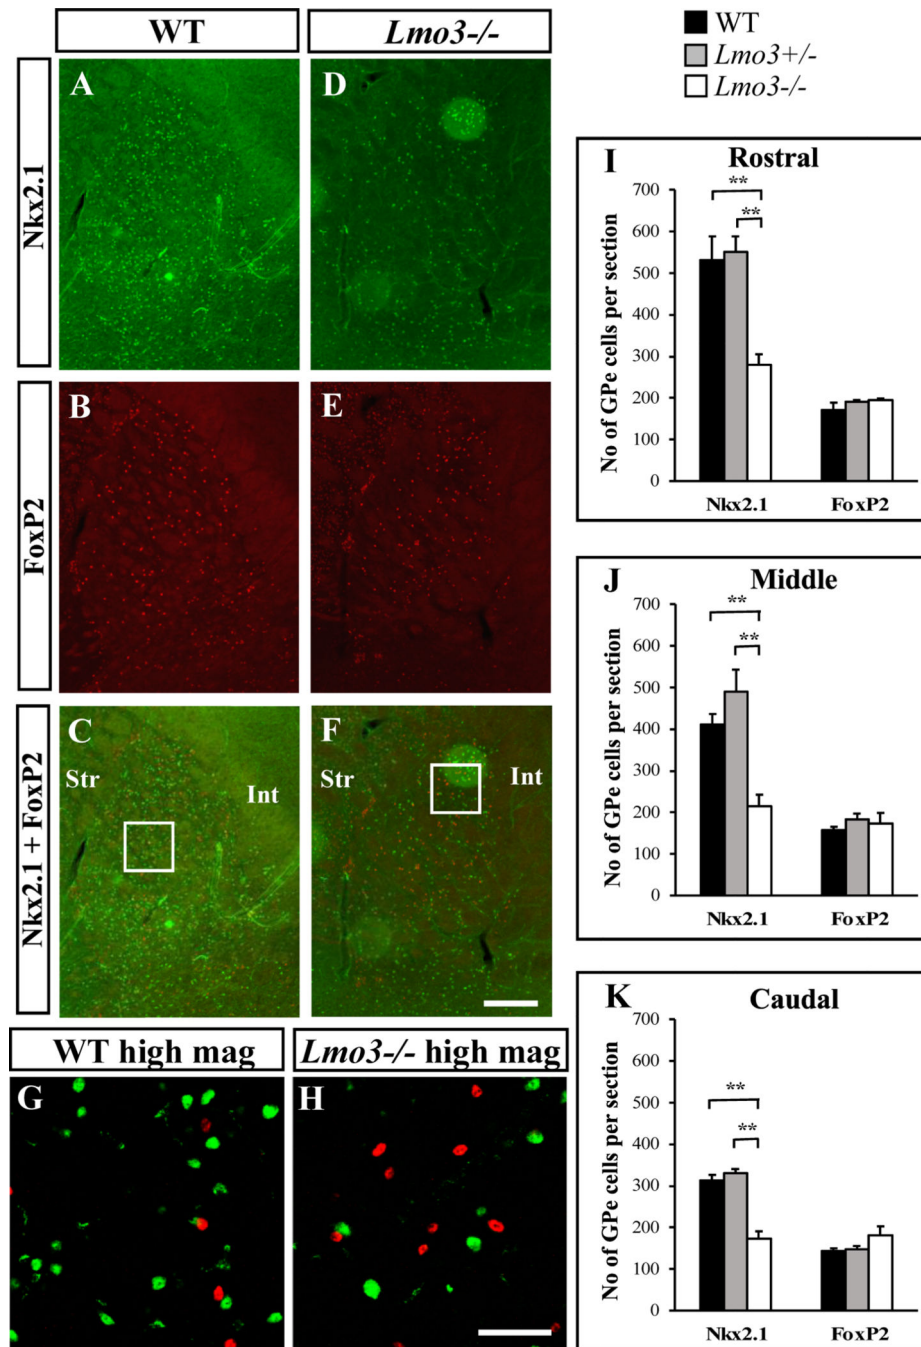 WT
Lmo3-/-
WT
Lmo3+/-
Lmo3-/-
Nkx2.1
A
D
FoxP2
B
E
Nkx2.1 + FoxP2
C
Str
Int
F
Str
Int
WT high mag
Lmo3-/- high mag
G
H
I
Rostral
No of GPe cells per section
700
600
500
400
300
200
100
0
**
**
Nkx2.1
FoxP2
J
Middle
No of GPe cells per section
700
600
500
400
300
200
100
0
**
**
Nkx2.1
FoxP2
K
Caudal
No of GPe cells per section
700
600
500
400
300
200
100
0
**
**
Nkx2.1
FoxP2